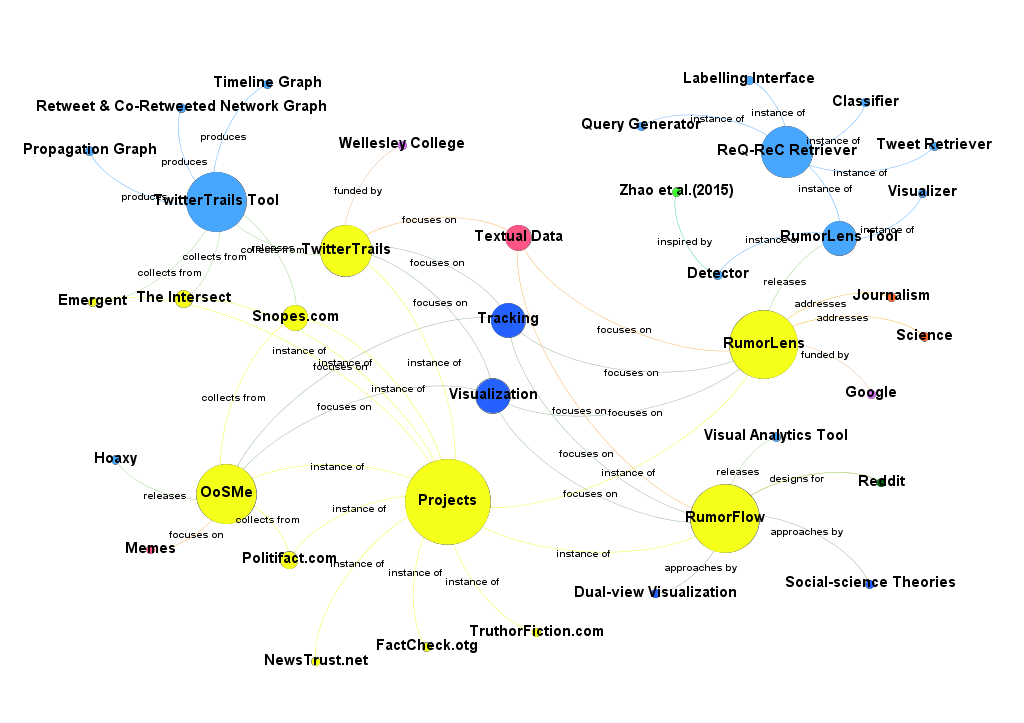 Timeline Graph
Labelling Interface
Retweet & Co-Retweeted Network Graph
Classifier
instance of
instance of
Query Generator
produces
Wellesley College
instance of
Tweet Retriever
Propagation Graph
ReQ-ReC Retriever
produces
instance of
funded by
Zhao et al.(2015)
instance of
Visualizer
produces
TwitterTrails Tool
focuses on
instance of
Textual Data
RumorLens Tool
inspired by
instance of
releases
collects from
TwitterTrails
collects from
focuses on
collects from
Detector
releases
Emergent
The Intersect
focuses on
addresses
Journalism
Snopes.com
Tracking
addresses
focuses on
Science
instance of
RumorLens
instance of
focuses on
instance of
focuses on
funded by
instance of
Visualization
Google
collects from
focuses on
focuses on
focuses on
Visual Analytics Tool
Hoaxy
instance of
focuses on
instance of
releases
designs for
Reddit
releases
OoSMe
Projects
focuses on
instance of
collects from
RumorFlow
focuses on
approaches by
Memes
Politifact.com
instance of
instance of
instance of
instance of
approaches by
Dual-view Visualization
Social-science Theories
TruthorFiction.com
FactCheck.otg
NewsTrust.net